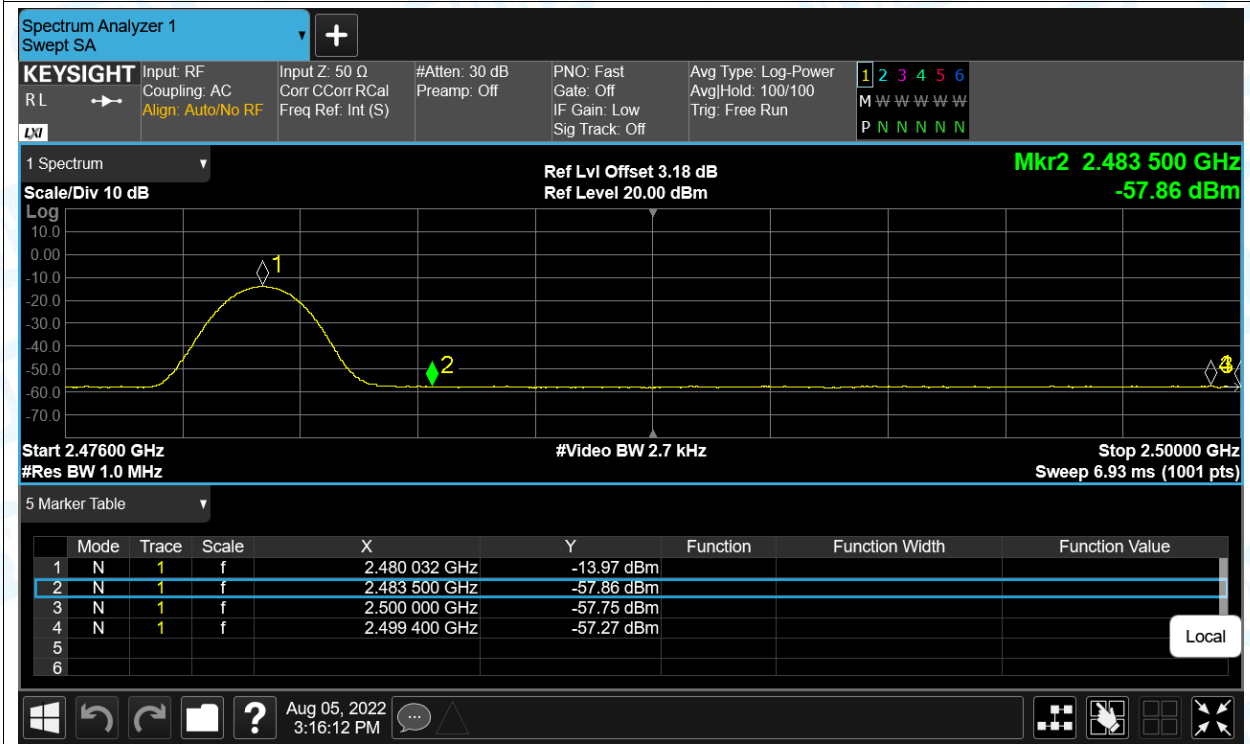 Spectrum Analyzer 1
Swept SA
+
KEYSIGHT
R L
LXI
Input: RF
Coupling: AC
Align: Auto/No RF
Input Z: 50 Ω
Corr CCorr RCal
Freq Ref: Int (S)
#Atten: 30 dB
Preamp: Off
PNO: Fast
Gate: Off
IF Gain: Low
Sig Track: Off
Avg Type: Log-Power
Avg|Hold: 100/100
Trig: Free Run
1 2 3 4 5 6
M W W W W W
P N N N N N
1 Spectrum
Scale/Div 10 dB
Ref Lvl Offset 3.18 dB
Ref Level 20.00 dBm
Mkr2 2.483 500 GHz
-57.86 dBm
Log
10.0
0.00
-10.0
-20.0
-30.0
-40.0
-50.0
-60.0
-70.0
1
2
4
Start 2.47600 GHz
#Res BW 1.0 MHz
#Video BW 2.7 kHz
Stop 2.50000 GHz
Sweep 6.93 ms (1001 pts)
5 Marker Table
Mode Trace Scale X Y Function Function Width Function Value
1 N 1 f 2.480 032 GHz -13.97 dBm
2 N 1 f 2.483 500 GHz -57.86 dBm
3 N 1 f 2.500 000 GHz -57.75 dBm
4 N 1 f 2.499 400 GHz -57.27 dBm
5
6
Local
?
Aug 05, 2022
3:16:12 PM